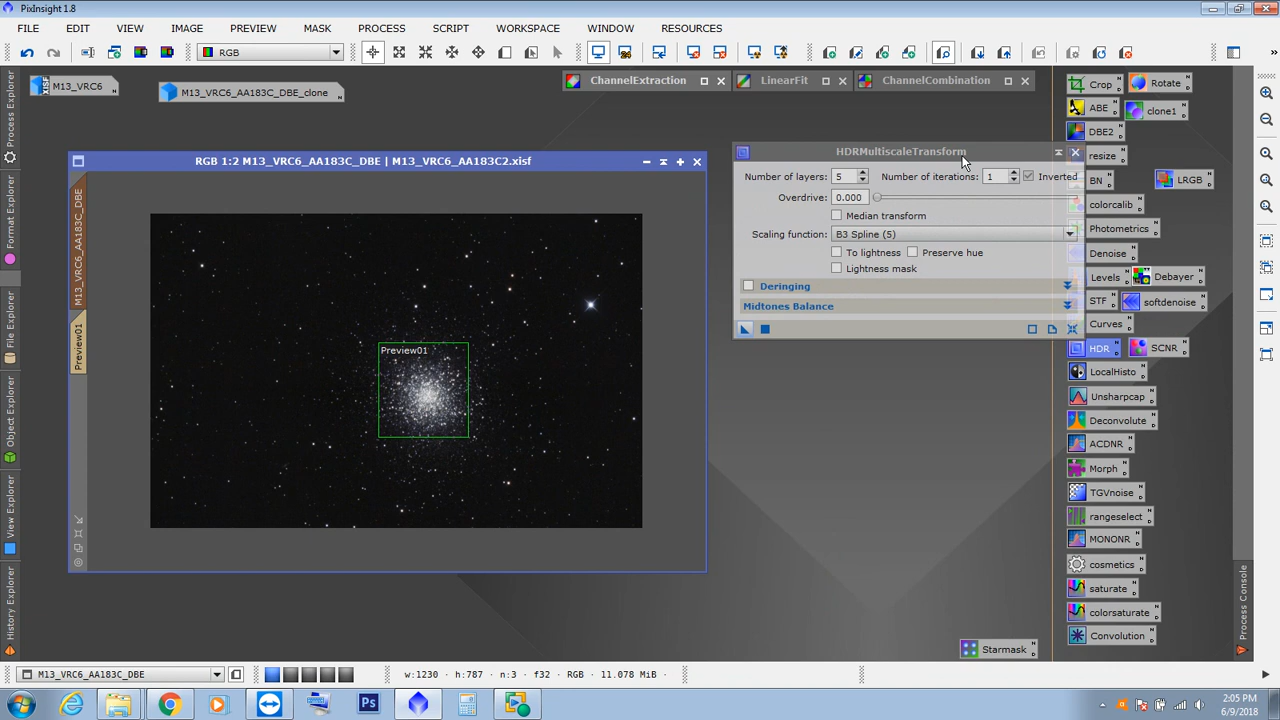 PixInsight 1.8
FILE EDIT VIEW IMAGE PREVIEW MASK PROCESS SCRIPT WORKSPACE WINDOW RESOURCES
RGB
M13_VRC6
XISF
M13_VRC6_AA183C_DBE_clone
ChannelExtraction
LinearFit
ChannelCombination
Process Explorer
Format Explorer
File Explorer
Object Explorer
View Explorer
History Explorer
RGB 1:2 M13_VRC6_AA183C_DBE | M13_VRC6_AA183C2.xisf
M13_VRC6_AA183C_DBE
Preview01
Preview01
HDRMultiscaleTransform
Number of layers: 5 Number of iterations: 1 Inverted
Overdrive: 0.000
Median transform
Scaling function: B3 Spline (5)
To lightness Preserve hue
Lightness mask
Deringing
Midtones Balance
Crop Rotate
ABE clone1
DBE2
resize
BN LRGB
colorcalib
Photometrics
Denoise
Levels Debayer
STF softdenoise
Curves
HDR SCNR
LocalHisto
Unsharpcap
Deconvolute
ACDNR
Morph
TGVnoise
rangeselect
MONONR
cosmetics
saturate
colorsaturate
Convolution
Starmask
Process Console
M13_VRC6_AA183C_DBE
w:1230 · h:787 · n:3 · f32 · 11.078 MiB ·
Ps
2:05 PM
6/9/2018